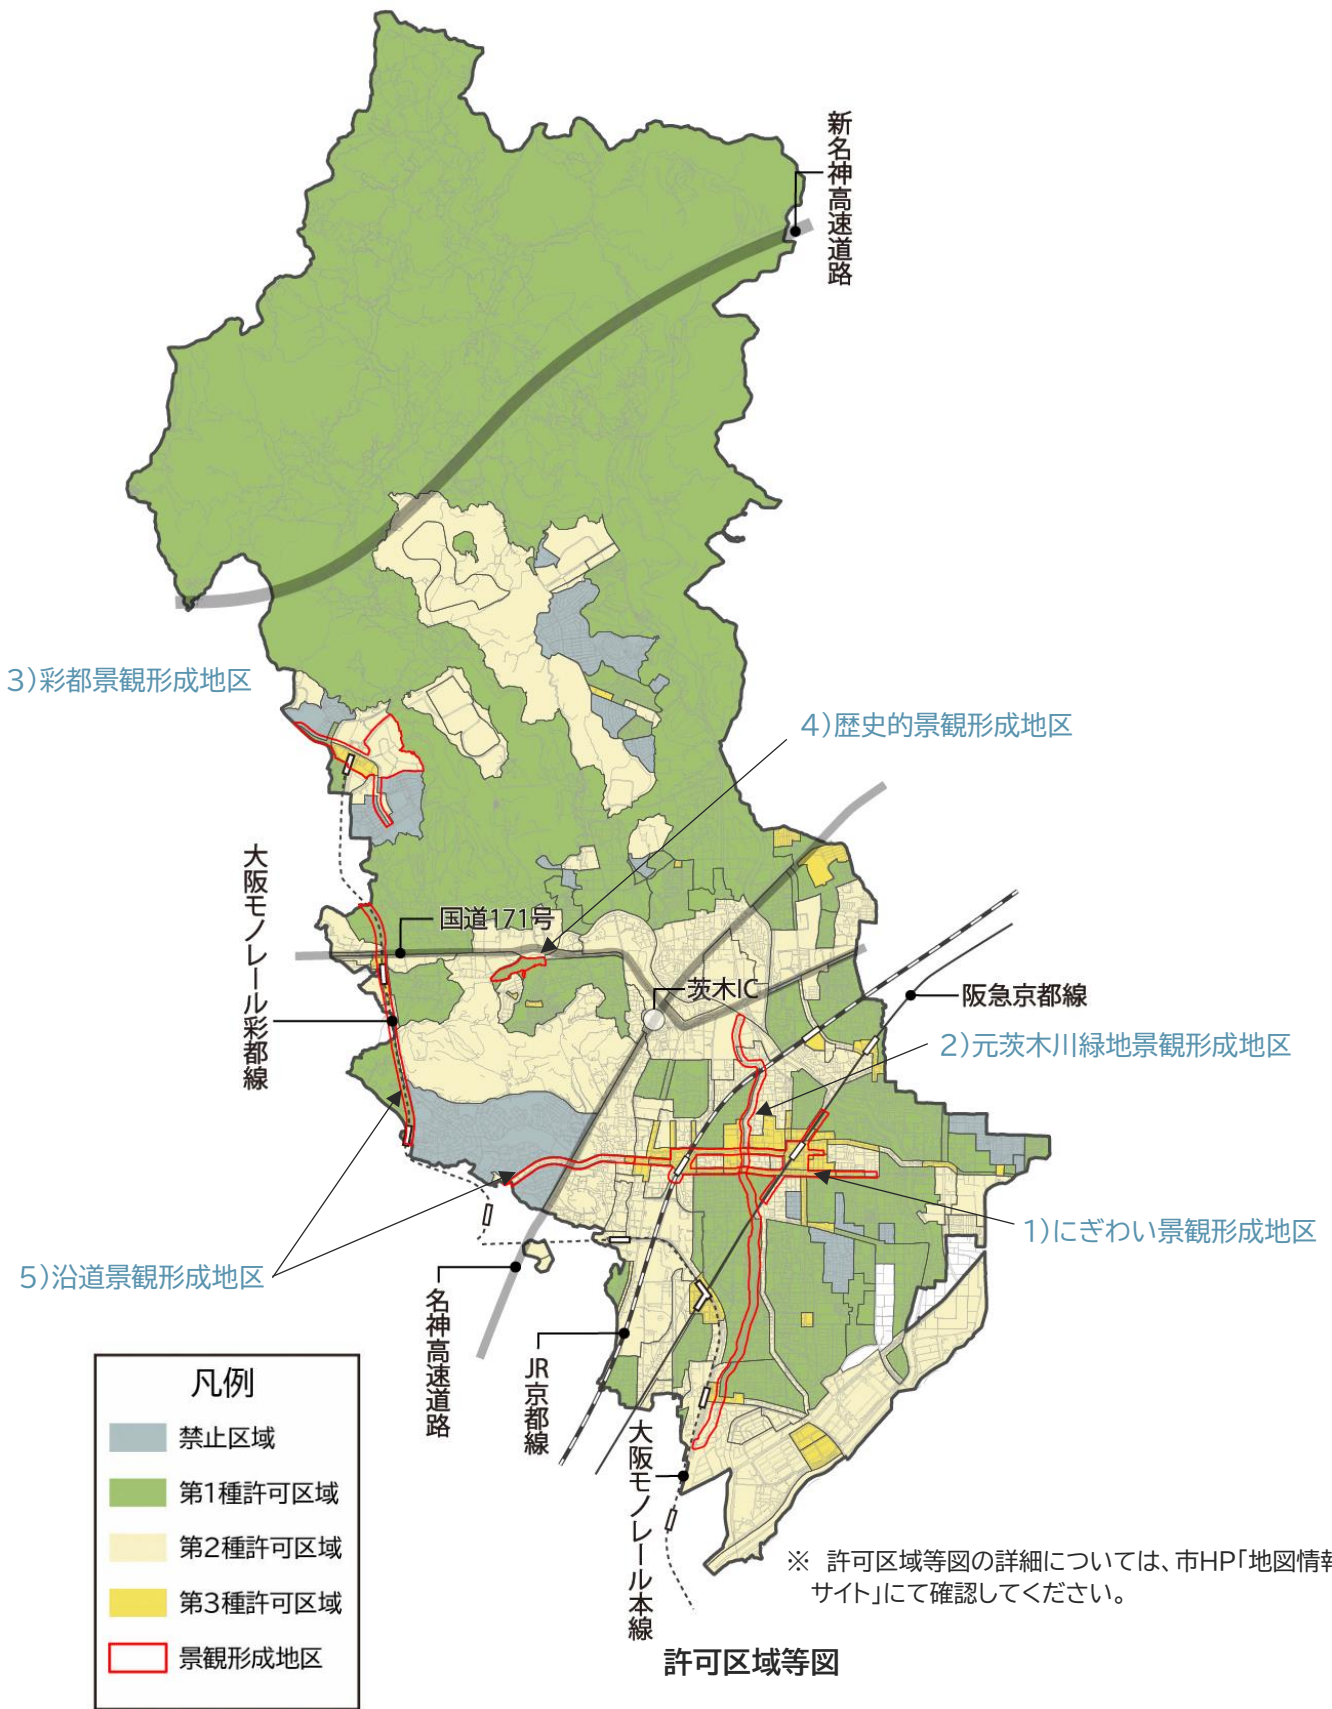 新名神高速道路
3)彩都景観形成地区
4)歴史的景観形成地区
大阪モノレール彩都線
国道171号
茨木IC
阪急京都線
2)元茨木川緑地景観形成地区
1)にぎわい景観形成地区
5)沿道景観形成地区
名神高速道路
JR京都線
大阪モノレール本線
凡例
禁止区域
第1種許可区域
第2種許可区域
第3種許可区域
景観形成地区
※ 許可区域等図の詳細については、市HP「地図情報
サイト」にて確認してください。
許可区域等図